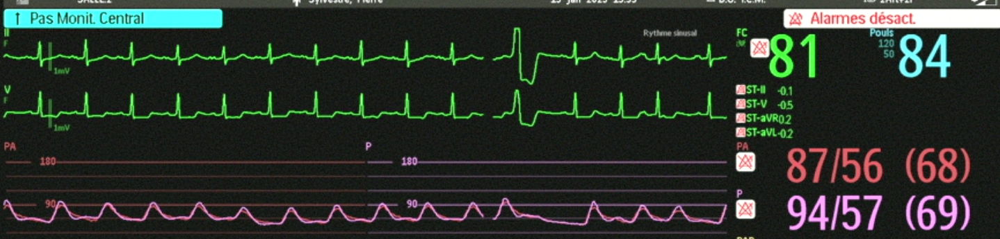 ↑ Pas Monit. Central
Alarmes désact.
II
F
1mV
Rythme sinusal
FC
81
Pouls
120
50
84
V
F
1mV
ST-II -0.1
ST-V -0.5
ST-aVR 0.2
ST-aVL -0.2
PA
180
90
P
180
90
PA
87/56 (68)
P
94/57 (69)